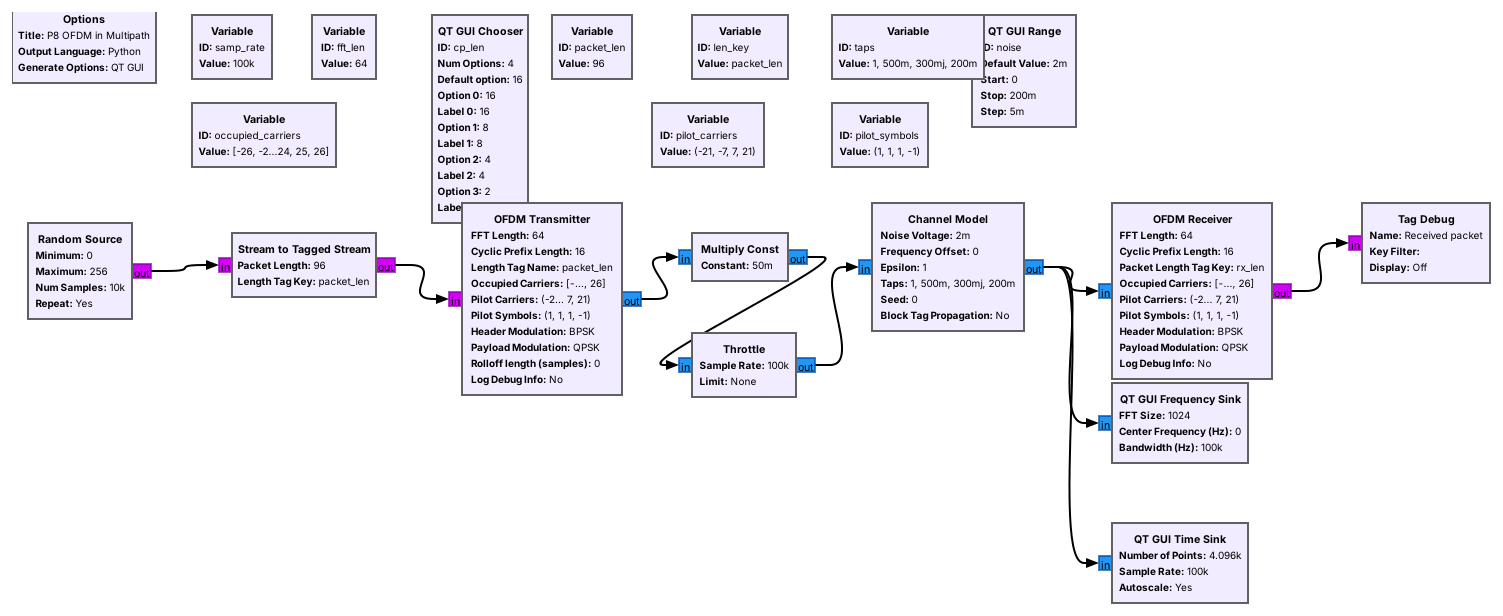 Options
Title: P8 OFDM in Multipath
Output Language: Python
Generate Options: QT GUI
Variable
ID: samp_rate
Value: 100k
Variable
ID: fft_len
Value: 64
QT GUI Chooser
ID: cp_len
Num Options: 4
Default option: 16
Option 0: 16
Label 0: 16
Option 1: 8
Label 1: 8
Option 2: 4
Label 2: 4
Option 3: 2
Label
Variable
ID: packet_len
Value: 96
Variable
ID: len_key
Value: packet_len
Variable
ID: taps
Value: 1, 500m, 300mj, 200m
QT GUI Range
ID: noise
Default Value: 2m
Start: 0
Stop: 200m
Step: 5m
Variable
ID: occupied_carriers
Value: [-26, -2...24, 25, 26]
Variable
ID: pilot_carriers
Value: (-21, -7, 7, 21)
Variable
ID: pilot_symbols
Value: (1, 1, 1, -1)
Random Source
Minimum: 0
Maximum: 256
Num Samples: 10k
Repeat: Yes
out
in
Stream to Tagged Stream
Packet Length: 96
Length Tag Key: packet_len
out
in
OFDM Transmitter
FFT Length: 64
Cyclic Prefix Length: 16
Length Tag Name: packet_len
Occupied Carriers: [-..., 26]
Pilot Carriers: (-2... 7, 21)
Pilot Symbols: (1, 1, 1, -1)
Header Modulation: BPSK
Payload Modulation: QPSK
Rolloff length (samples): 0
Log Debug Info: No
out
in
Multiply Const
Constant: 50m
out
in
Throttle
Sample Rate: 100k
Limit: None
out
in
Channel Model
Noise Voltage: 2m
Frequency Offset: 0
Epsilon: 1
Taps: 1, 500m, 300mj, 200m
Seed: 0
Block Tag Propagation: No
out
in
OFDM Receiver
FFT Length: 64
Cyclic Prefix Length: 16
Packet Length Tag Key: rx_len
Occupied Carriers: [-..., 26]
Pilot Carriers: (-2... 7, 21)
Pilot Symbols: (1, 1, 1, -1)
Header Modulation: BPSK
Payload Modulation: QPSK
Log Debug Info: No
out
in
Tag Debug
Name: Received packet
Key Filter:
Display: Off
in
QT GUI Frequency Sink
FFT Size: 1024
Center Frequency (Hz): 0
Bandwidth (Hz): 100k
in
QT GUI Time Sink
Number of Points: 4.096k
Sample Rate: 100k
Autoscale: Yes